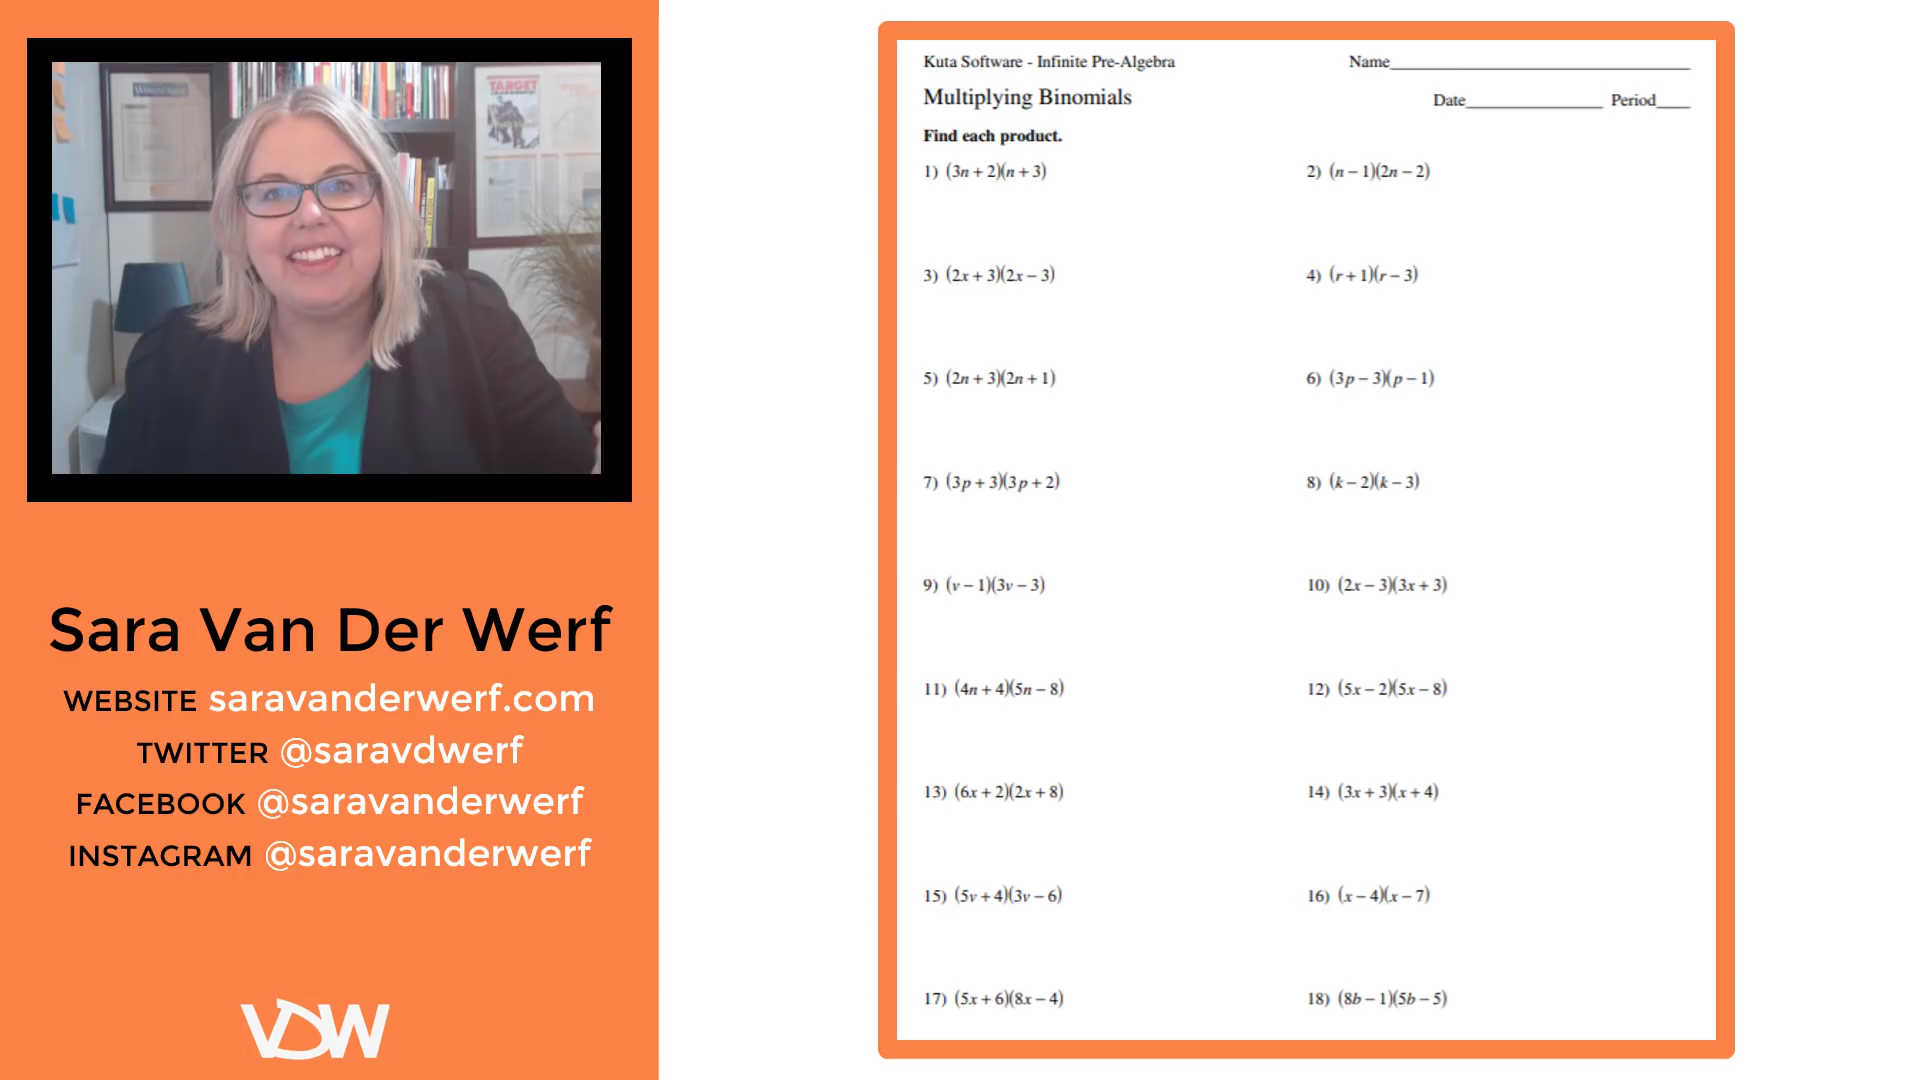 TARGET
Sara Van Der Werf
WEBSITE saravanderwerf.com
TWITTER @saravdwerf
FACEBOOK @saravanderwerf
INSTAGRAM @saravanderwerf
VDW
Kuta Software - Infinite Pre-Algebra Name____________________
Multiplying Binomials Date____________ Period____
Find each product.
1) (3n + 2)(n + 3) 2) (n − 1)(2n − 2)
3) (2x + 3)(2x − 3) 4) (r + 1)(r − 3)
5) (2n + 3)(2n + 1) 6) (3p − 3)(p − 1)
7) (3p + 3)(3p + 2) 8) (k − 2)(k − 3)
9) (v − 1)(3v − 3) 10) (2x − 3)(3x + 3)
11) (4n + 4)(5n − 8) 12) (5x − 2)(5x − 8)
13) (6x + 2)(2x + 8) 14) (3x + 3)(x + 4)
15) (5v + 4)(3v − 6) 16) (x − 4)(x − 7)
17) (5x + 6)(8x − 4) 18) (8b − 1)(5b − 5)